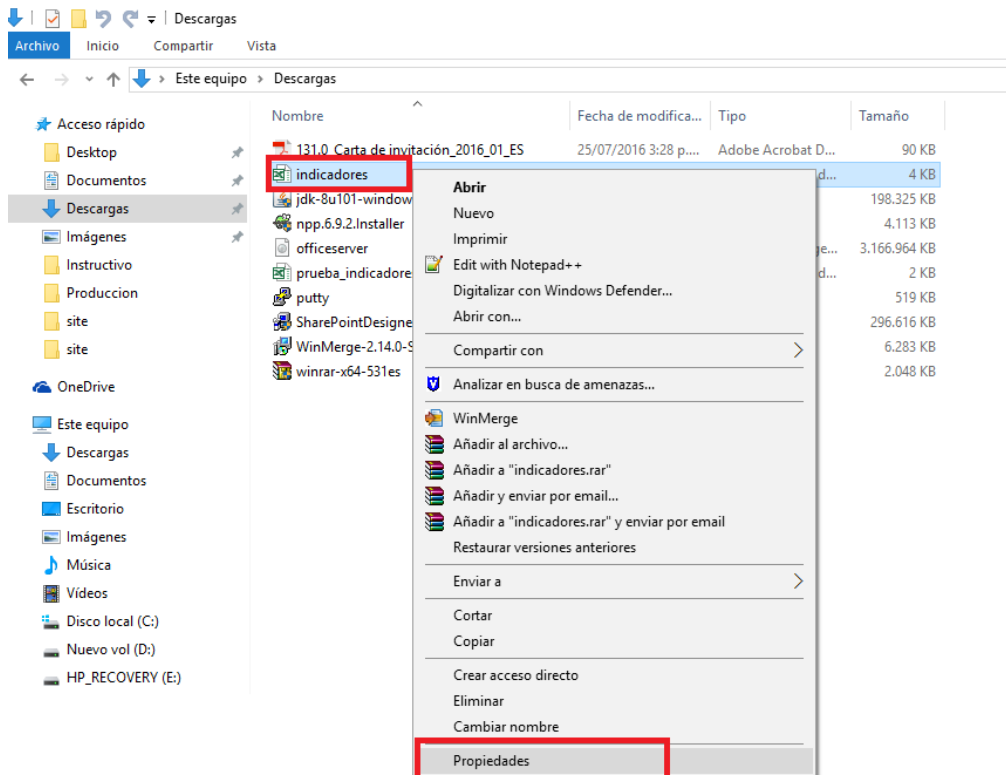 Descargas
Archivo Inicio Compartir Vista
Este equipo > Descargas
Nombre Fecha de modifica... Tipo Tamaño
Acceso rápido
Desktop
Documentos
Descargas
Imágenes
Instructivo
Produccion
site
site
OneDrive
Este equipo
Descargas
Documentos
Escritorio
Imágenes
Música
Vídeos
Disco local (C:)
Nuevo vol (D:)
HP_RECOVERY (E:)
131.0_Carta de invitación_2016_01_ES 25/07/2016 3:28 p.... Adobe Acrobat D... 90 KB
indicadores d... 4 KB
jdk-8u101-window 198.325 KB
npp.6.9.2.Installer 4.113 KB
officeserver ge... 3.166.964 KB
prueba_indicadore d... 2 KB
putty 519 KB
SharePointDesigne 296.616 KB
WinMerge-2.14.0-S 6.283 KB
winrar-x64-531es 2.048 KB
Abrir
Nuevo
Imprimir
Edit with Notepad++
Digitalizar con Windows Defender...
Abrir con...
Compartir con
Analizar en busca de amenazas...
WinMerge
Añadir al archivo...
Añadir a "indicadores.rar"
Añadir y enviar por email...
Añadir a "indicadores.rar" y enviar por email
Restaurar versiones anteriores
Enviar a
Cortar
Copiar
Crear acceso directo
Eliminar
Cambiar nombre
Propiedades